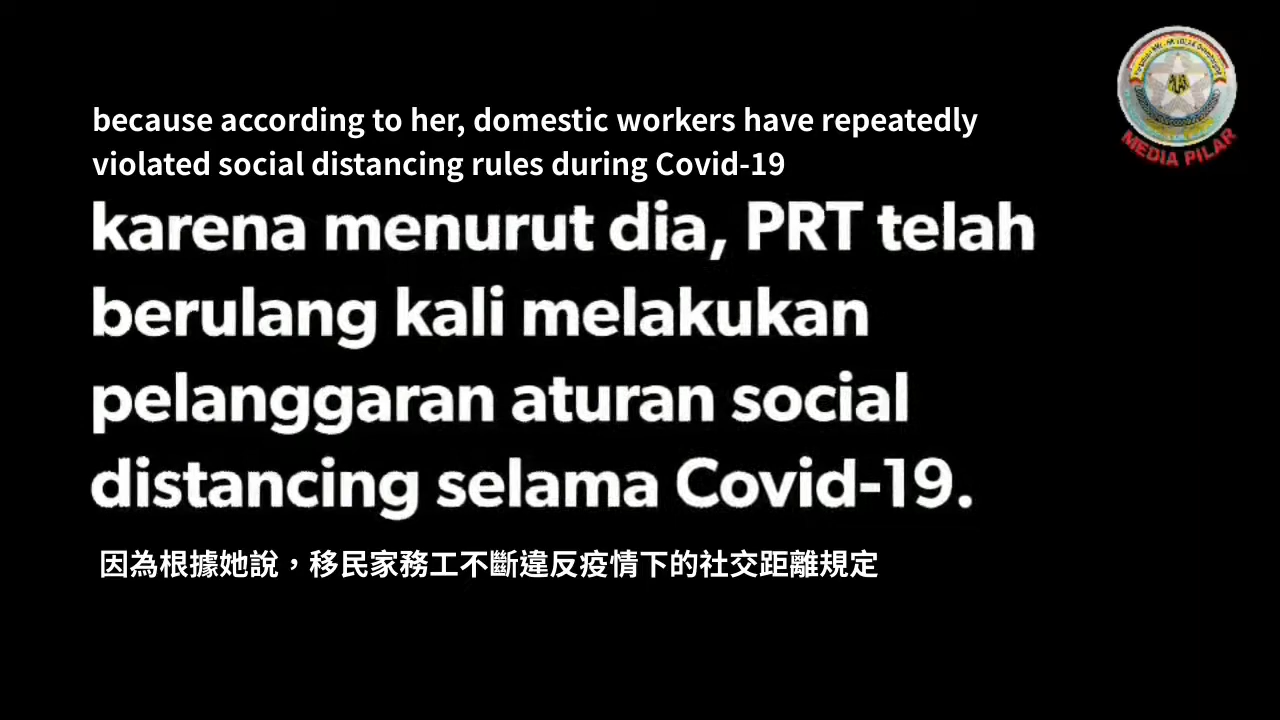 because according to her, domestic workers have repeatedly
violated social distancing rules during Covid-19
karena menurut dia, PRT telah
berulang kali melakukan
pelanggaran aturan social
distancing selama Covid-19.
因為根據她說，移民家務工不斷違反疫情下的社交距離規定
PILAR
MEDIA PILAR